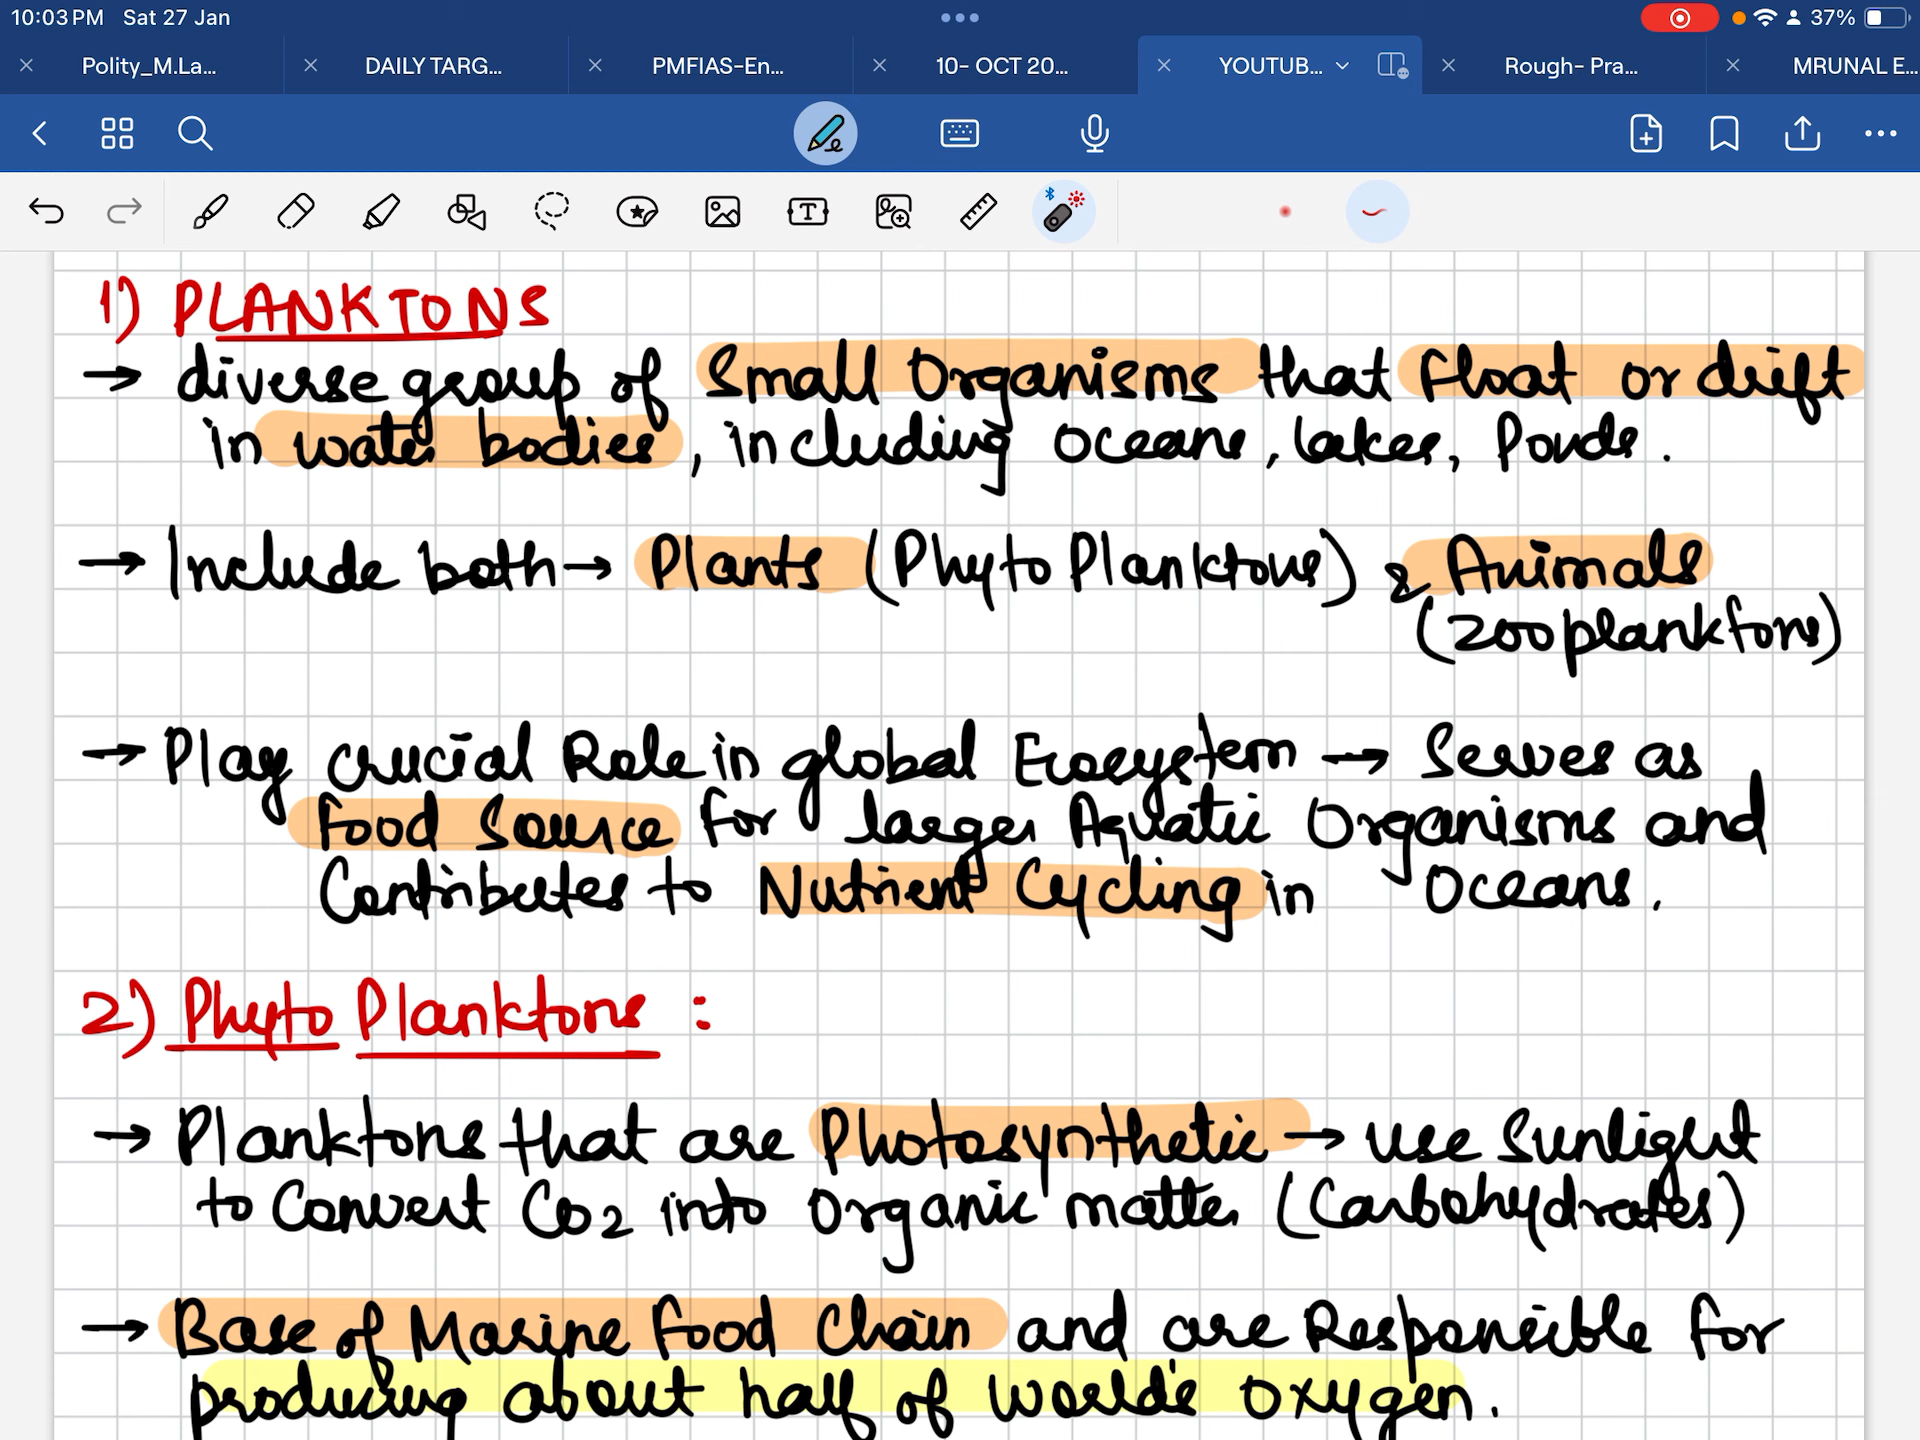 10:03 PM Sat 27 Jan
37%
Polity_M.La... DAILY TARG... PMFIAS-En... 10- OCT 20... YOUTUB... Rough- Pra... MRUNAL E...
1) PLANKTONS
→ diverse group of Small Organisms that float or drift
in water bodies, including oceans, lakes, Ponds.
→ Include both → Plants (Phyto Planktons) & Animals
(zooplanktons)
→ Play crucial Role in global Ecosystem → Serves as
food source for larger Aquatic Organisms and
Contributes to Nutrient Cycling in Oceans.
2) Phyto Planktons :
→ Planktons that are Photosynthetic → use Sunlight
to Convert CO2 into Organic matter (Carbohydrates)
→ Base of Marine food Chain and are Responsible for
producing about half of world's oxygen.